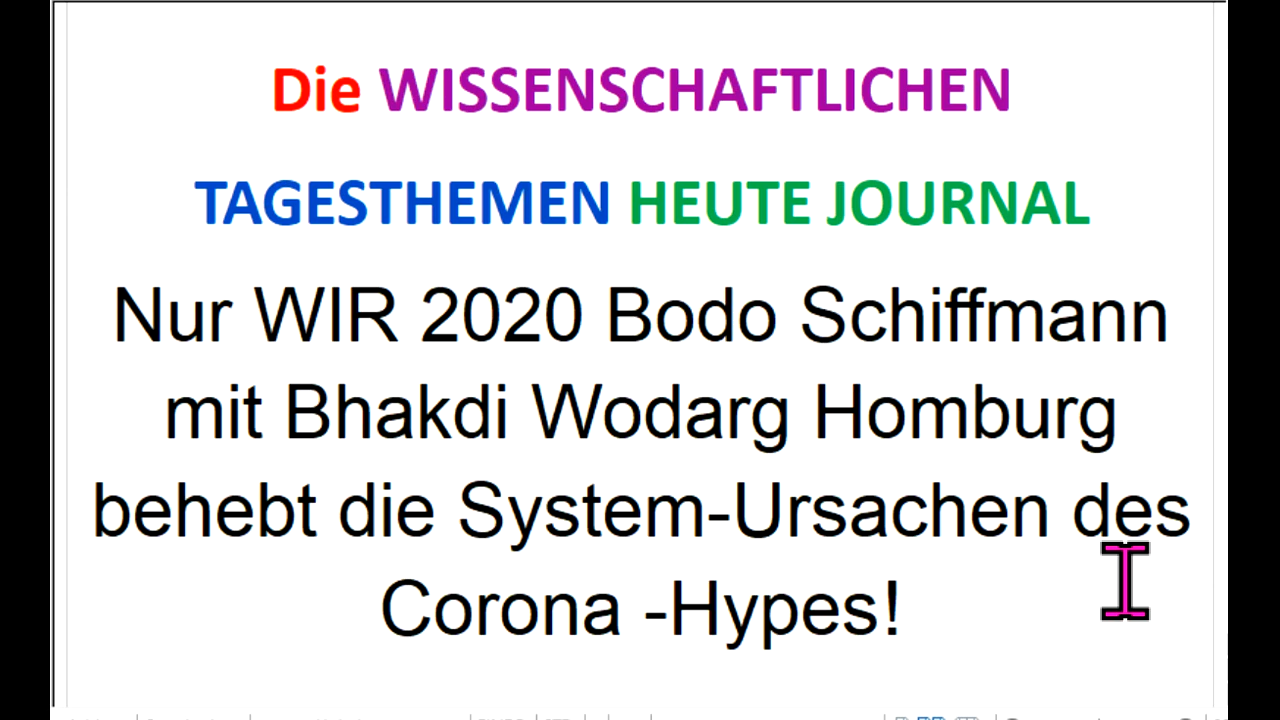 Die WISSENSCHAFTLICHEN
TAGESTHEMEN HEUTE JOURNAL
Nur WIR 2020 Bodo Schiffmann
mit Bhakdi Wodarg Homburg
behebt die System-Ursachen des
Corona -Hypes!